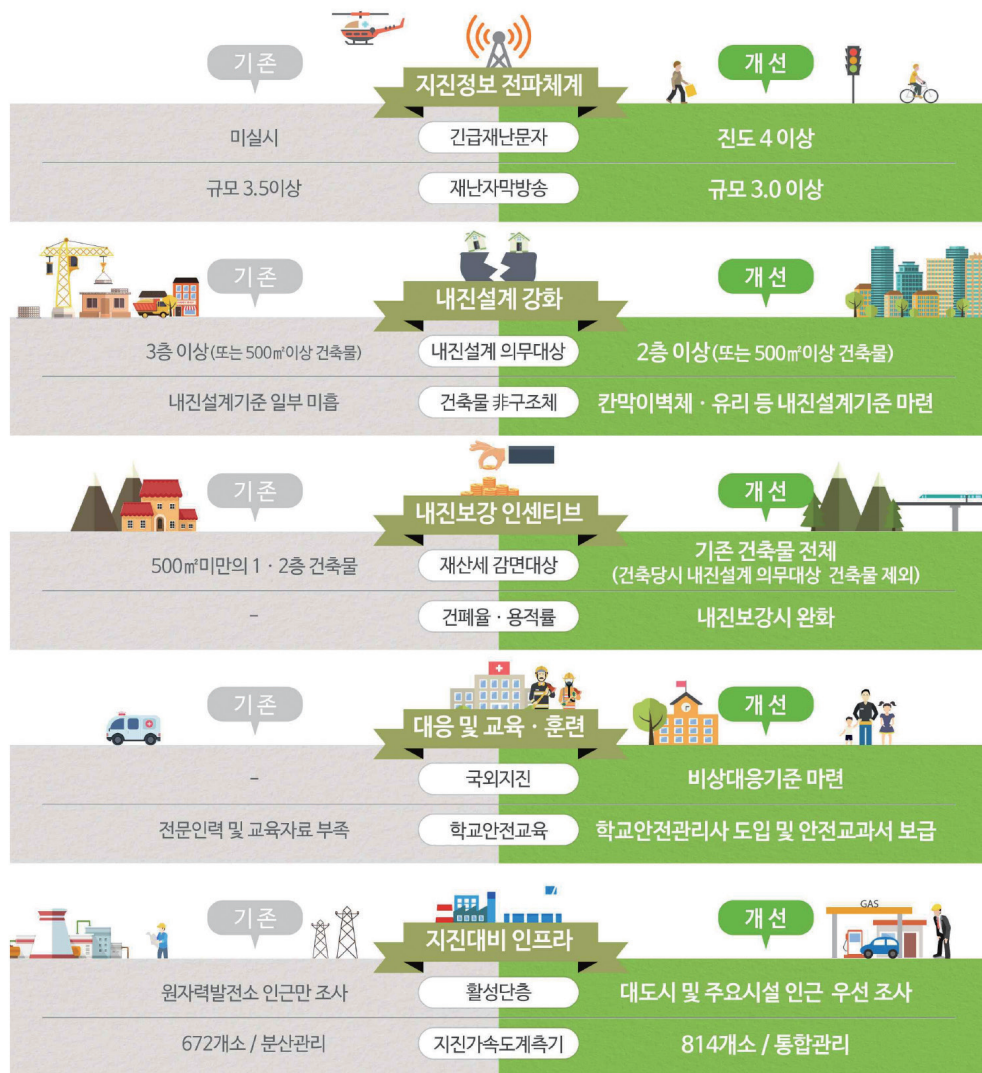 기존
지진정보 전파체계
개선
미실시
긴급재난문자
진도 4 이상
규모 3.5이상
재난자막방송
규모 3.0 이상
기존
내진설계 강화
개선
3층 이상(또는 500㎡이상 건축물)
내진설계 의무대상
2층 이상(또는 500㎡이상 건축물)
내진설계기준 일부 미흡
건축물 非구조체
칸막이벽체 · 유리 등 내진설계기준 마련
기존
내진보강 인센티브
개선
500㎡미만의 1 · 2층 건축물
재산세 감면대상
기존 건축물 전체
(건축당시 내진설계 의무대상 건축물 제외)
-
건폐율 · 용적률
내진보강시 완화
기존
대응 및 교육 · 훈련
개선
-
국외지진
비상대응기준 마련
전문인력 및 교육자료 부족
학교안전교육
학교안전관리사 도입 및 안전교과서 보급
기존
지진대비 인프라
개선
GAS
원자력발전소 인근만 조사
활성단층
대도시 및 주요시설 인근 우선 조사
672개소 / 분산관리
지진가속도계측기
814개소 / 통합관리